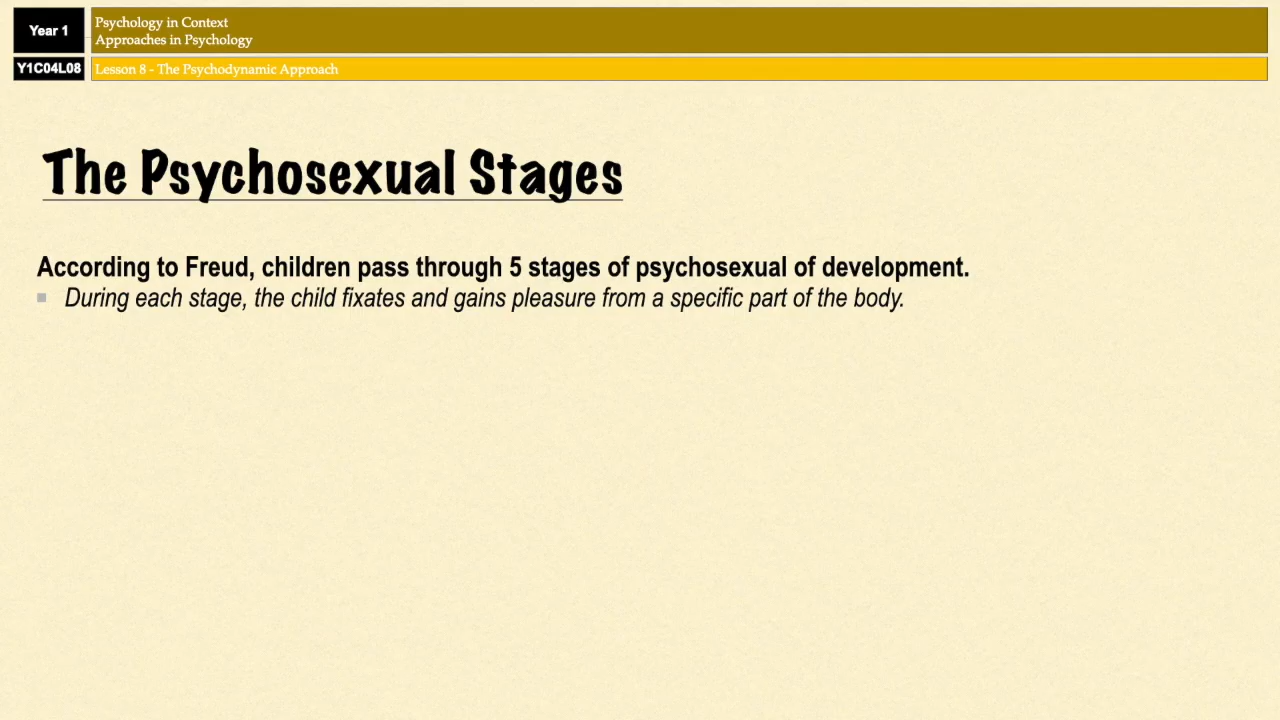 Year 1
Psychology in Context
Approaches in Psychology
Y1C04L08
Lesson 8 - The Psychodynamic Approach
The Psychosexual Stages
According to Freud, children pass through 5 stages of psychosexual of development.
During each stage, the child fixates and gains pleasure from a specific part of the body.